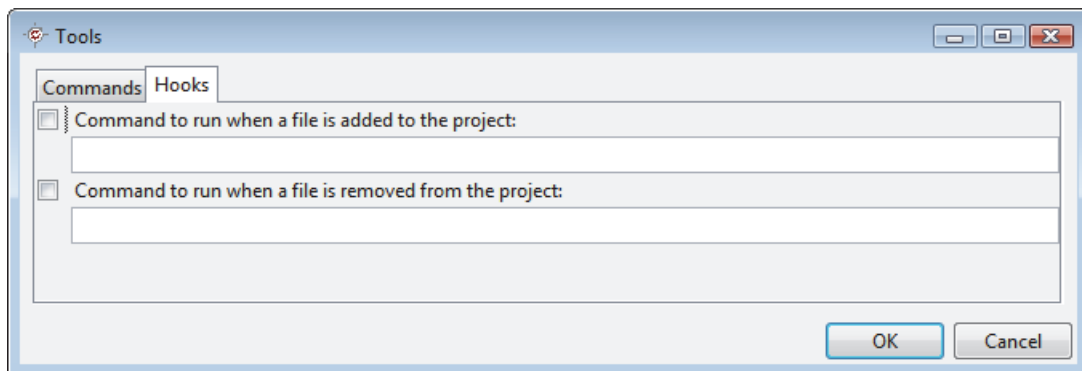 Tools
Commands Hooks
Command to run when a file is added to the project:
Command to run when a file is removed from the project:
OK Cancel